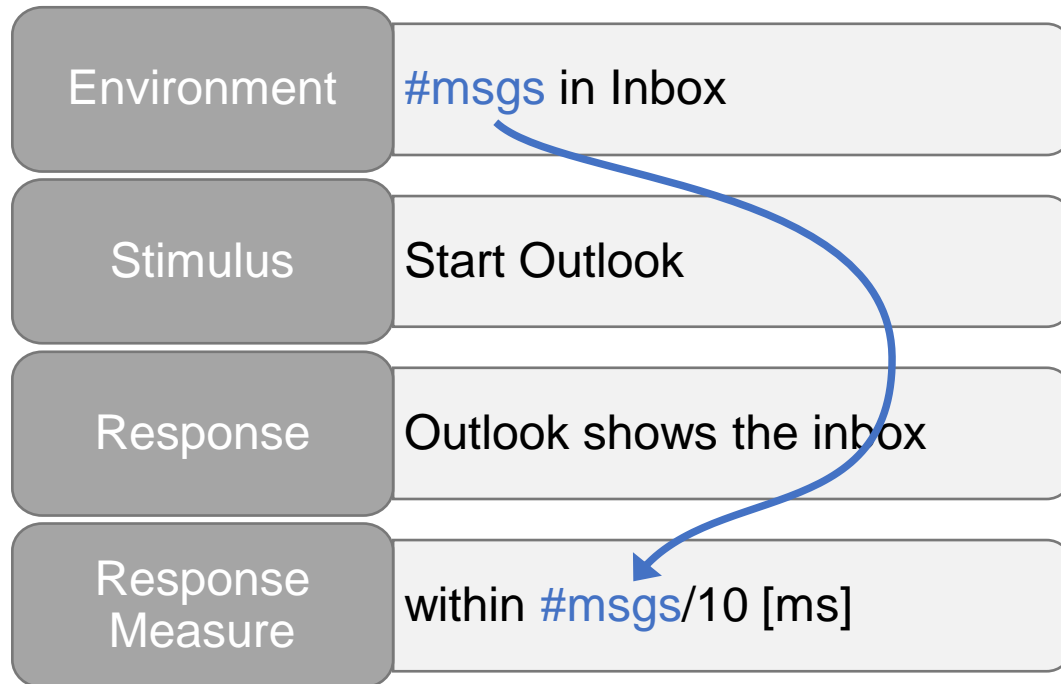 Environment
#msgs in Inbox
Stimulus
Start Outlook
Response
Outlook shows the inbox
Response
Measure
within #msgs/10 [ms]